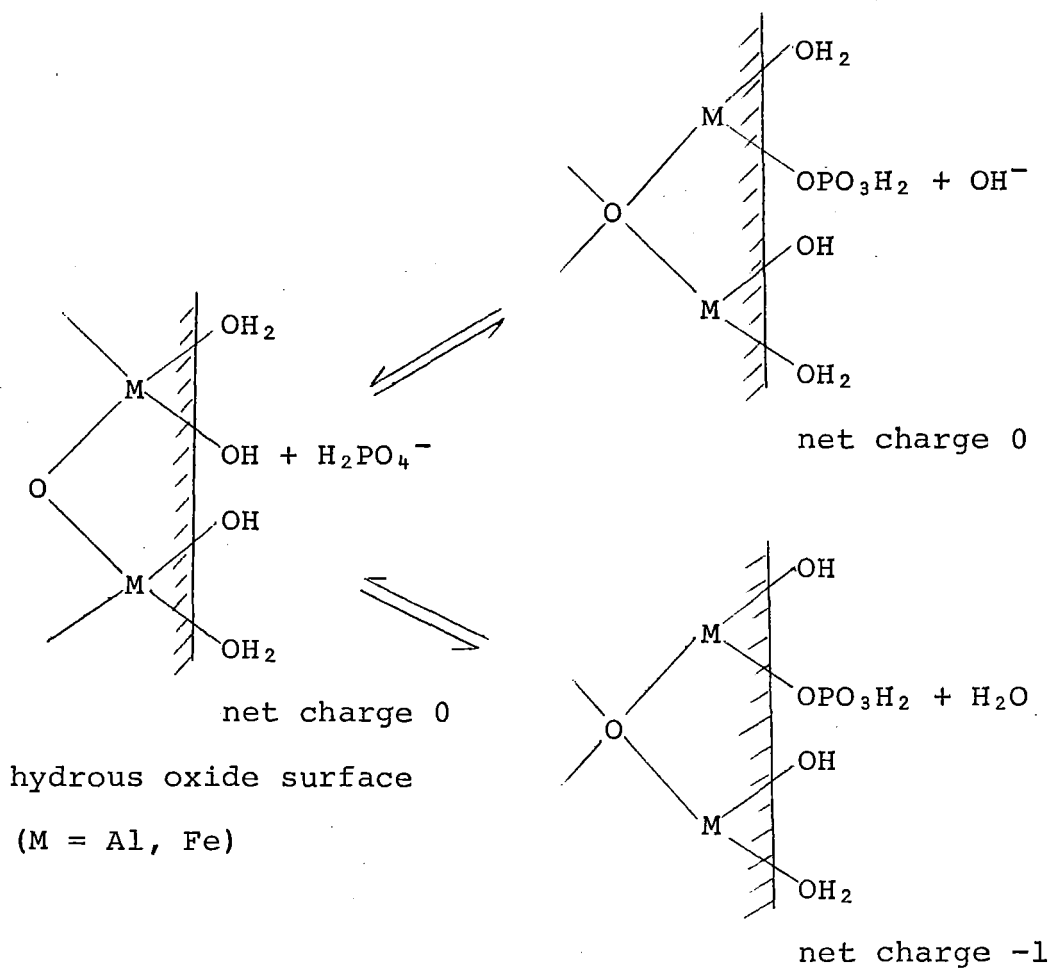 OH₂
M
OPO₃H₂ + OH⁻
O
OH
M
OH₂
net charge 0
OH₂
M
OH + H₂PO₄⁻
O
OH
M
OH₂
net charge 0
hydrous oxide surface
(M = Al, Fe)
OH
M
OPO₃H₂ + H₂O
O
OH
M
OH₂
net charge -1